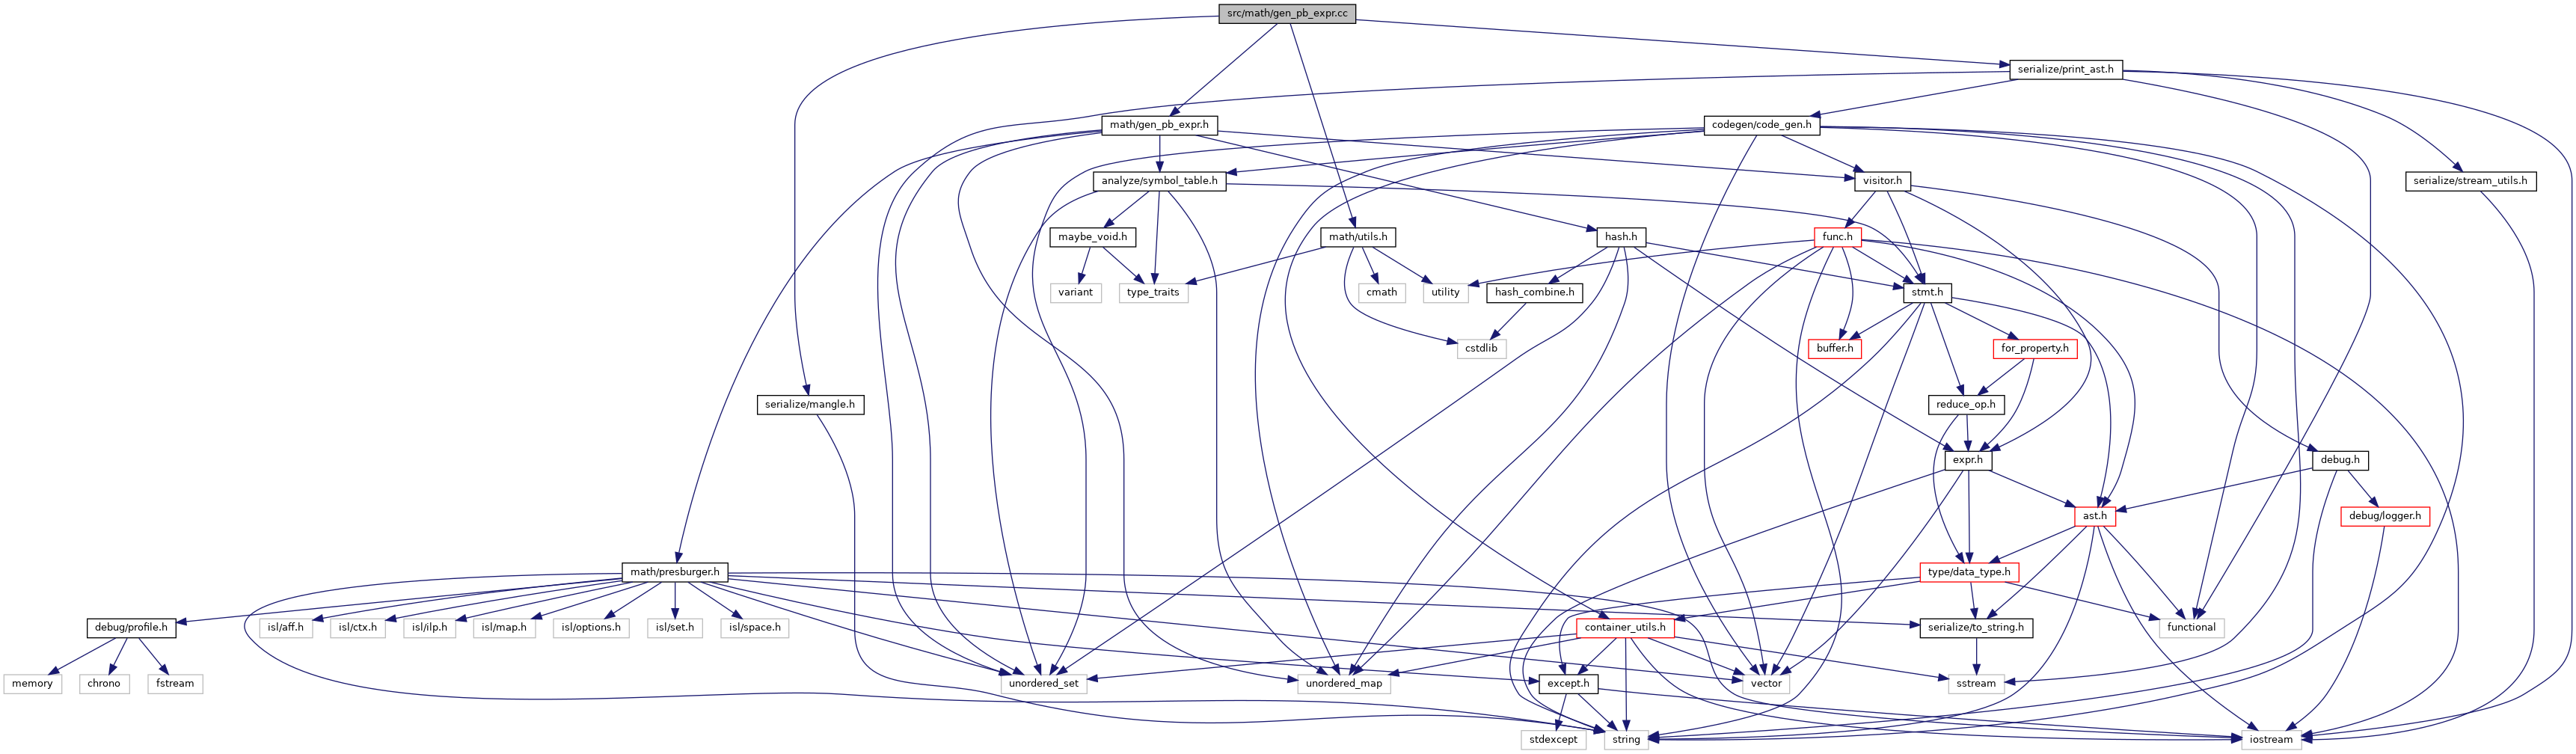 src/math/gen_pb_expr.cc
serialize/print_ast.h
math/gen_pb_expr.h
codegen/code_gen.h
analyze/symbol_table.h
visitor.h
serialize/stream_utils.h
maybe_void.h
math/utils.h
hash.h
func.h
variant
type_traits
cmath
utility
hash_combine.h
stmt.h
cstdlib
buffer.h
for_property.h
serialize/mangle.h
reduce_op.h
expr.h
debug.h
ast.h
debug/logger.h
math/presburger.h
type/data_type.h
debug/profile.h
isl/aff.h
isl/ctx.h
isl/ilp.h
isl/map.h
isl/options.h
isl/set.h
isl/space.h
container_utils.h
serialize/to_string.h
functional
memory
chrono
fstream
unordered_set
unordered_map
except.h
vector
sstream
stdexcept
string
iostream